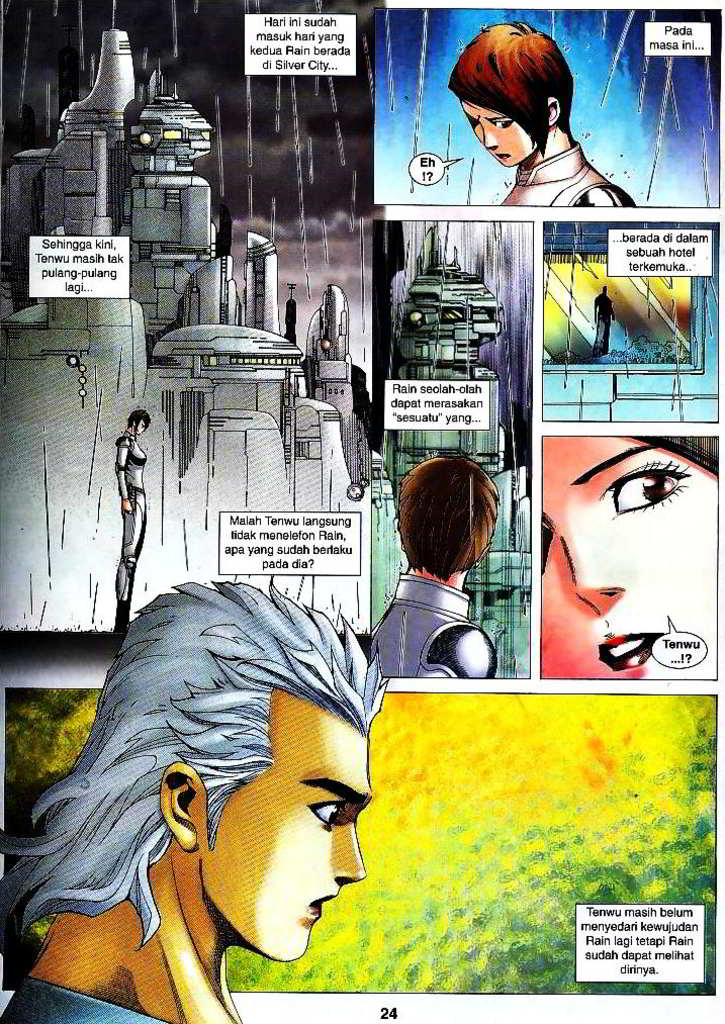 Hari ini sudah
masuk hari yang
kedua Rain berada
di Silver City...
Sehingga kini,
Tenwu masih tak
pulang-pulang
lagi...
Malah Tenwu langsung
tidak menelefon Rain,
apa yang sudah berlaku
pada dia?
Pada
masa ini...
Eh
!?
Rain seolah-olah
dapat merasakan
"sesuatu" yang...
...berada di dalam
sebuah hotel
terkemuka..
Tenwu
...!?
Tenwu masih belum
menyedari kewujudan
Rain lagi tetapi Rain
sudah dapat melihat
dirinya.
24